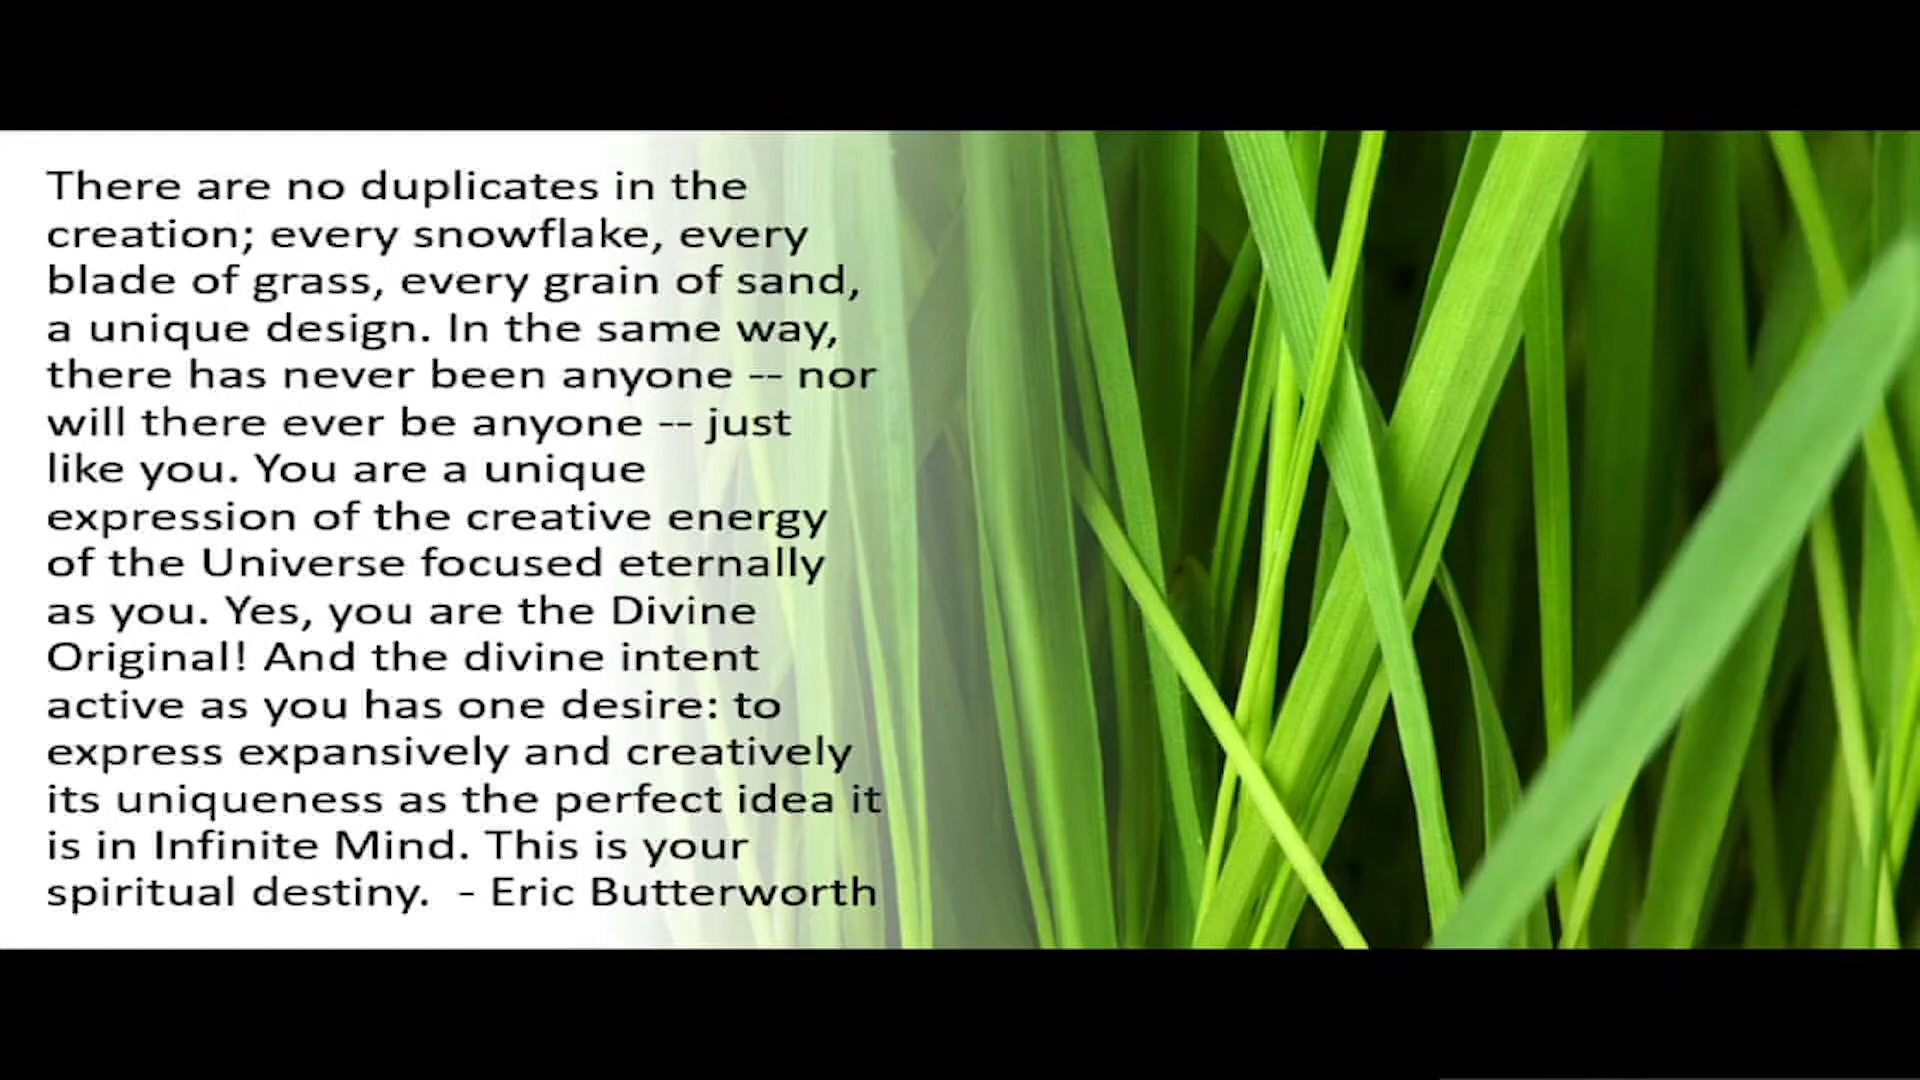 There are no duplicates in the
creation; every snowflake, every
blade of grass, every grain of sand,
a unique design. In the same way,
there has never been anyone -- nor
will there ever be anyone -- just
like you. You are a unique
expression of the creative energy
of the Universe focused eternally
as you. Yes, you are the Divine
Original! And the divine intent
active as you has one desire: to
express expansively and creatively
its uniqueness as the perfect idea it
is in Infinite Mind. This is your
spiritual destiny.  - Eric Butterworth